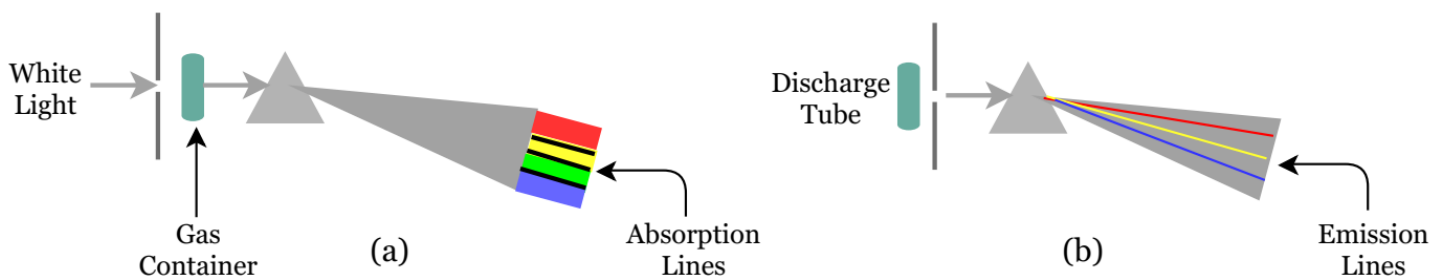 White
Light
Gas
Container
(a)
Absorption
Lines
Discharge
Tube
(b)
Emission
Lines